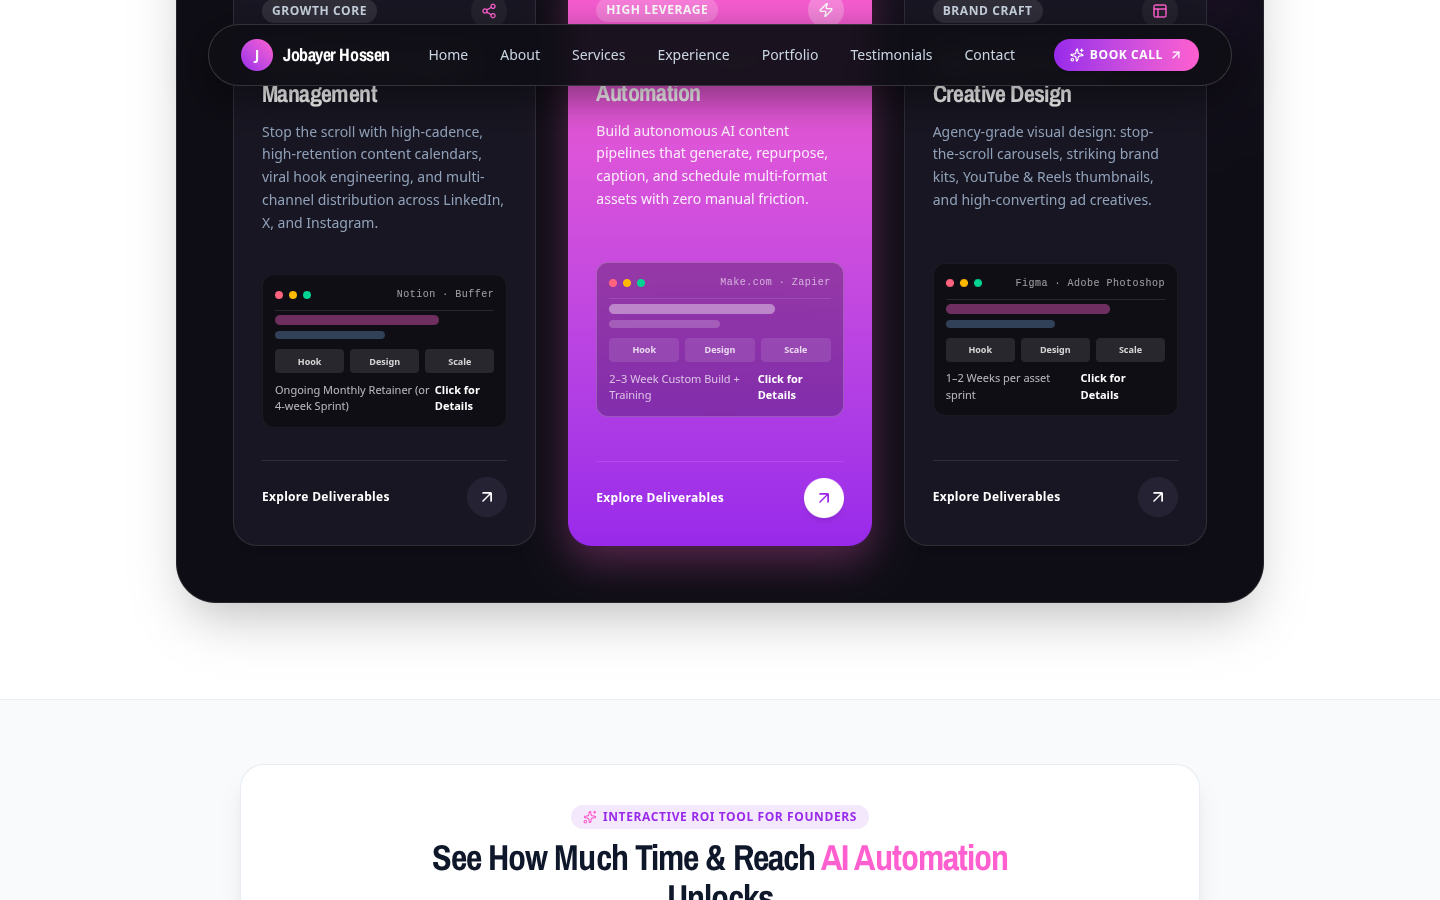 GROWTH CORE
HIGH LEVERAGE
BRAND CRAFT
J
Jobayer Hossen
Home
About
Services
Experience
Portfolio
Testimonials
Contact
BOOK CALL
Management
Stop the scroll with high-cadence,
high-retention content calendars,
viral hook engineering, and multi-
channel distribution across LinkedIn,
X, and Instagram.
Notion · Buffer
Hook
Design
Scale
Ongoing Monthly Retainer (or
4-week Sprint)
Click for
Details
Explore Deliverables
Automation
Build autonomous AI content
pipelines that generate, repurpose,
caption, and schedule multi-format
assets with zero manual friction.
Make.com · Zapier
Hook
Design
Scale
2–3 Week Custom Build +
Training
Click for
Details
Explore Deliverables
Creative Design
Agency-grade visual design: stop-
the-scroll carousels, striking brand
kits, YouTube & Reels thumbnails,
and high-converting ad creatives.
Figma · Adobe Photoshop
Hook
Design
Scale
1–2 Weeks per asset
sprint
Click for
Details
Explore Deliverables
INTERACTIVE ROI TOOL FOR FOUNDERS
See How Much Time & Reach AI Automation
Unlocks